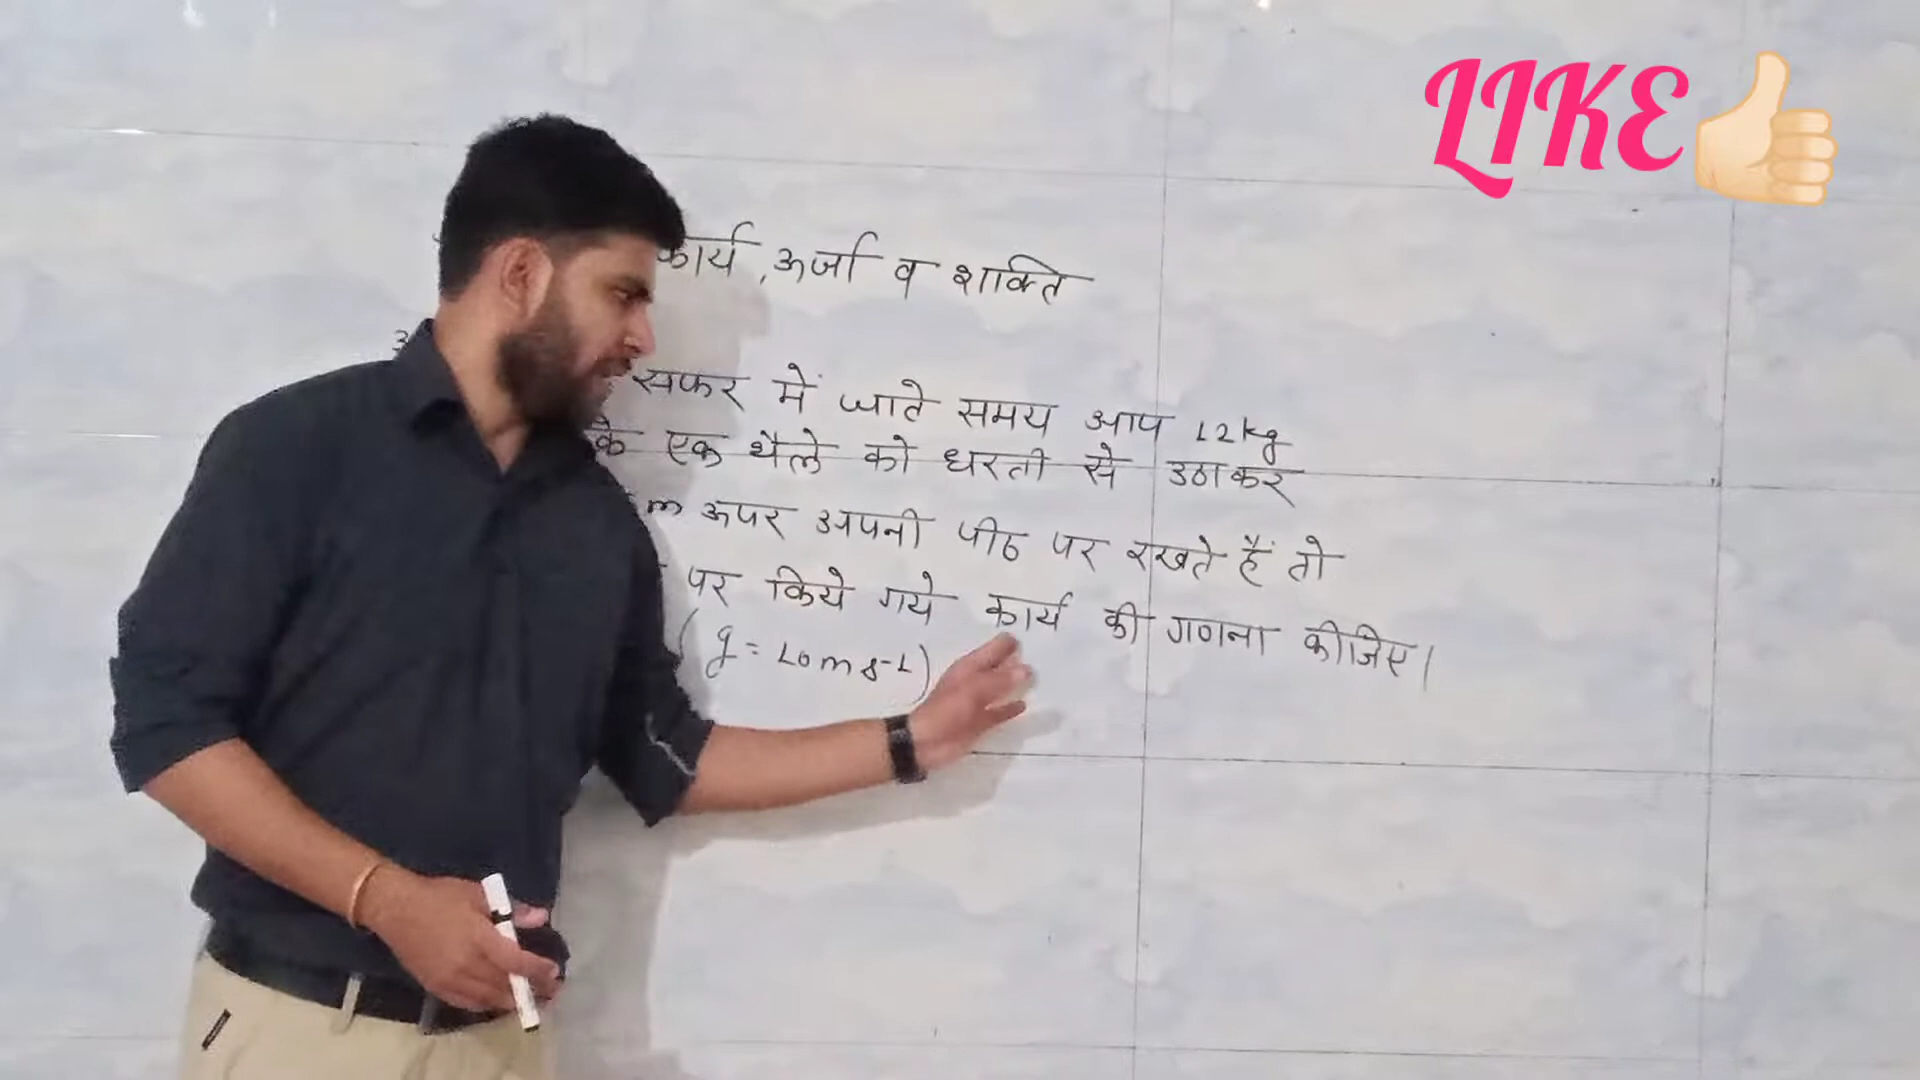 LIKE
कार्य, ऊर्जा व शक्ति
सफर में जाते समय आप 12kg
के एक थैले को धरती से उठाकर
m ऊपर अपनी पीठ पर रखते हैं तो
पर किये गये कार्य की गणना कीजिए।
(g = 10ms-1)